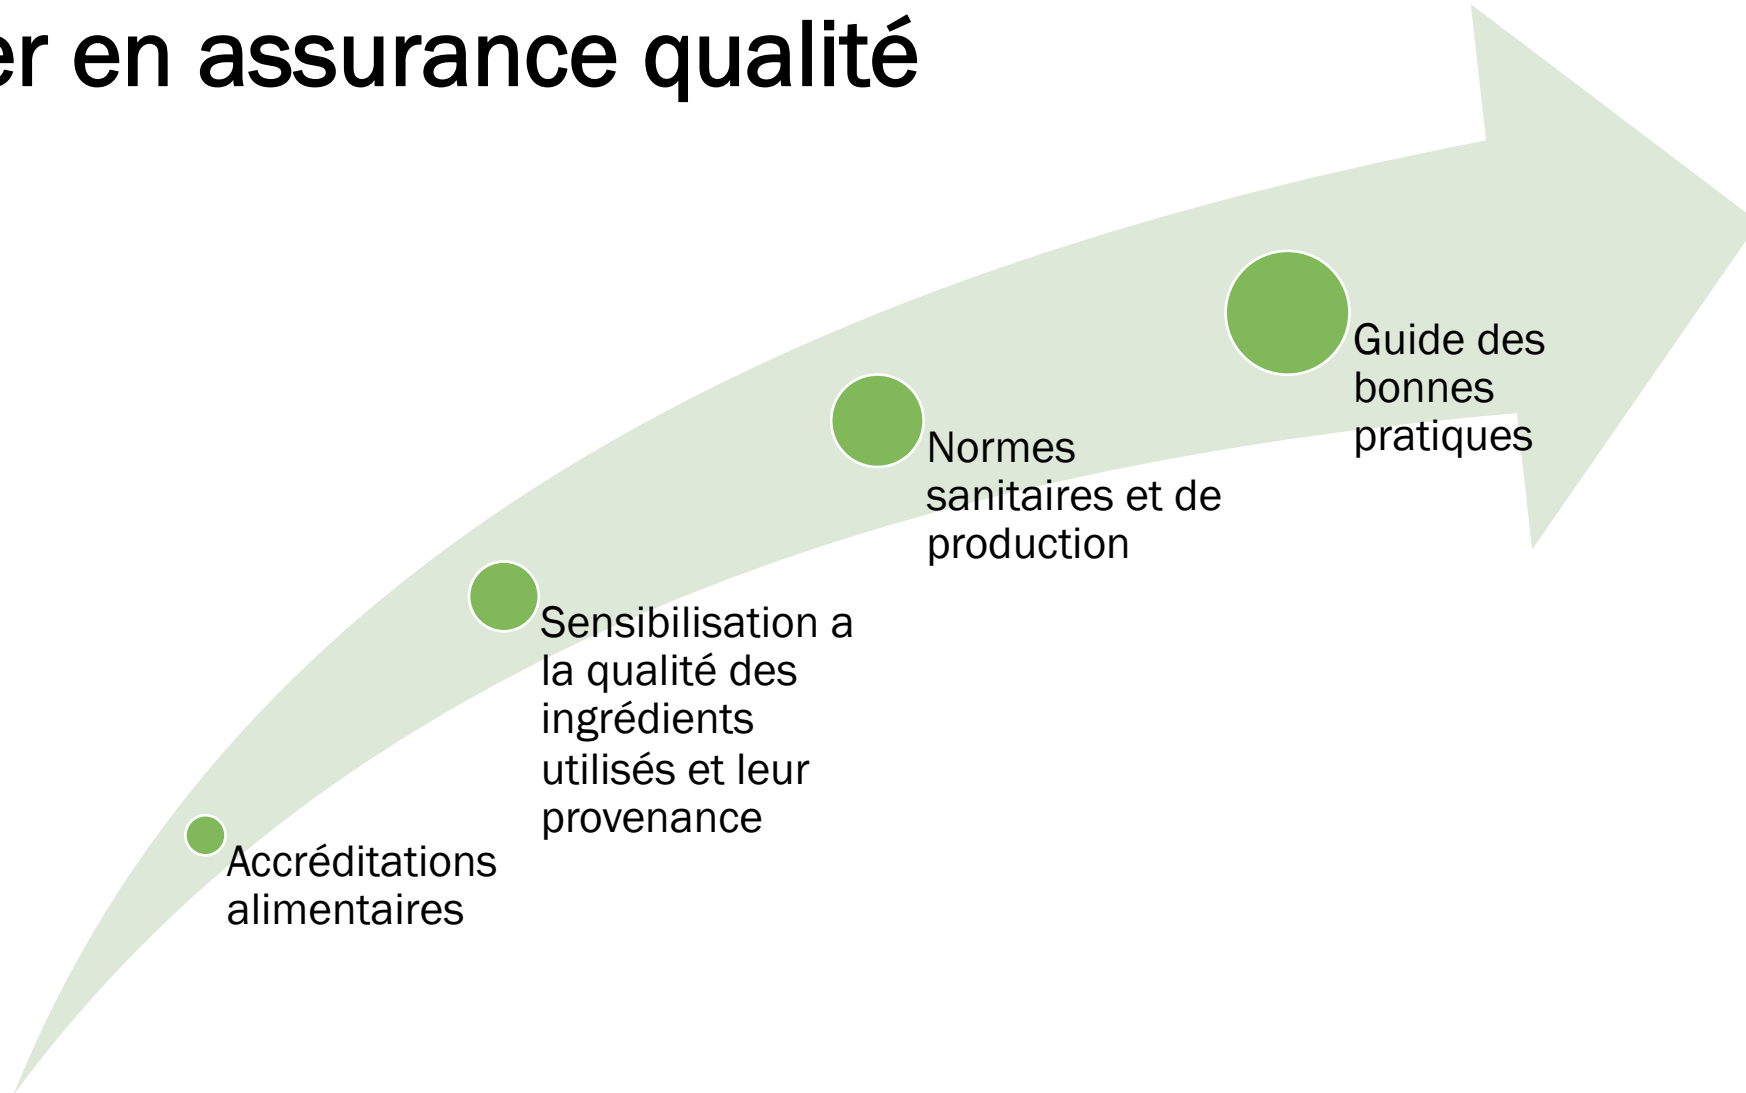 er en assurance qualité
Guide des
bonnes
pratiques
Normes
sanitaires et de
production
Sensibilisation a
la qualité des
ingrédients
utilisés et leur
provenance
Accréditations
alimentaires